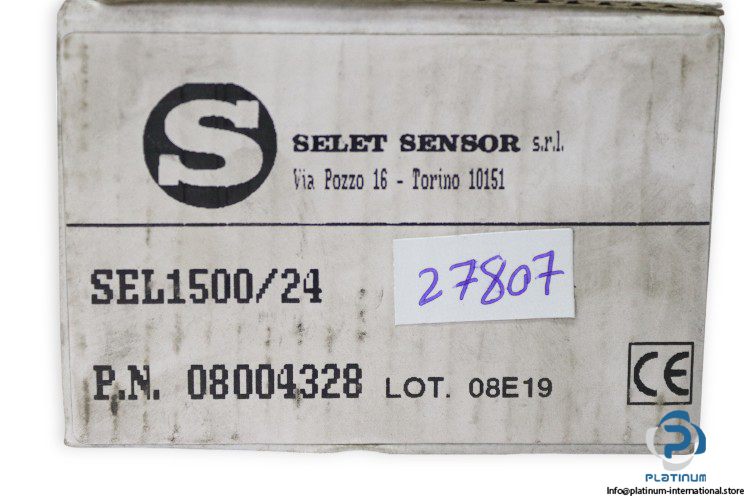 S
SELET SENSOR s.r.l.
Via Pozzo 16 - Torino 10151
SEL1500/24
27807
P.N. 08004328 LOT. 08E19
CE
PLATINUM
Info@platinum-international.store